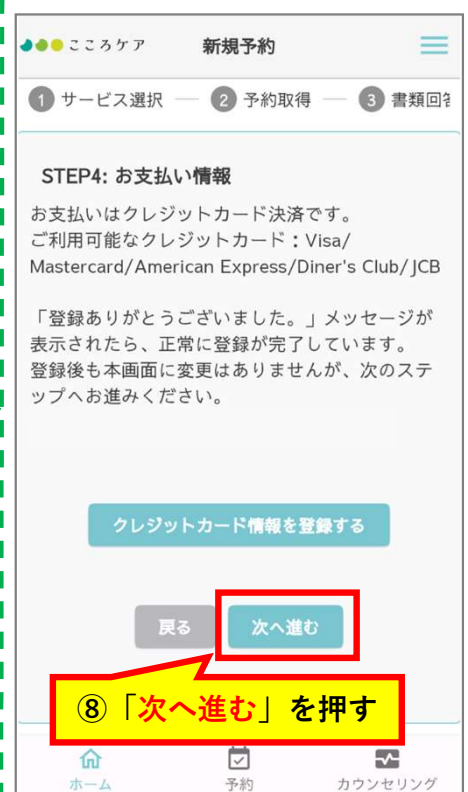 こころケア 新規予約
1 サービス選択 2 予約取得 3 書類回答
STEP4: お支払い情報
お支払いはクレジットカード決済です。
ご利用可能なクレジットカード：Visa/
Mastercard/American Express/Diner's Club/JCB
「登録ありがとうございました。」メッセージが
表示されたら、正常に登録が完了しています。
登録後も本画面に変更はありませんが、次のステ
ップへお進みください。
クレジットカード情報を登録する
戻る 次へ進む
⑧「次へ進む」を押す
ホーム 予約 カウンセリング